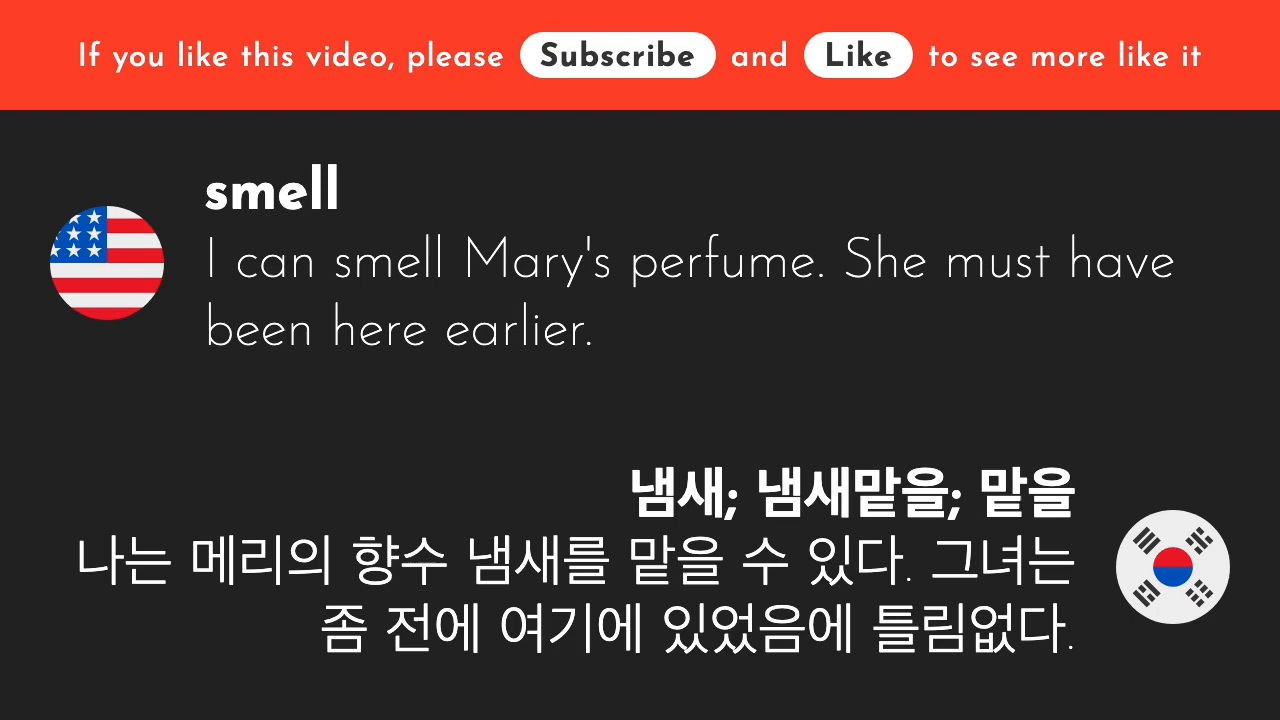 If you like this video, please Subscribe and Like to see more like it
smell
I can smell Mary's perfume. She must have
been here earlier.
냄새; 냄새맡을; 맡을
나는 메리의 향수 냄새를 맡을 수 있다. 그녀는
좀 전에 여기에 있었음에 틀림없다.